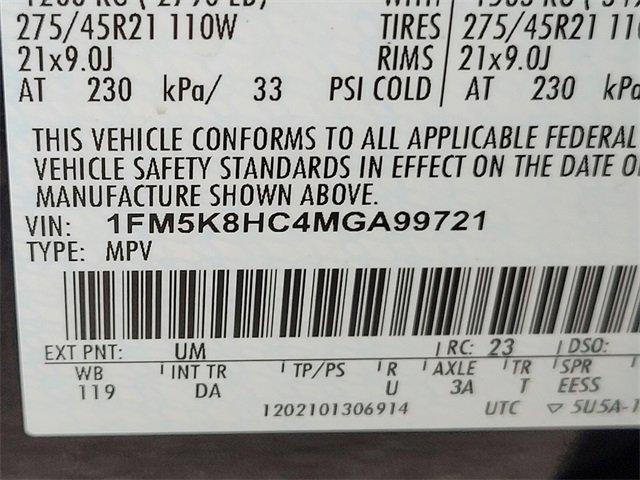 275/45R21 110W TIRES 275/45R21
21x9.0J RIMS 21x9.0J
AT 230 kPa/ 33 PSI COLD AT 230
THIS VEHICLE CONFORMS TO ALL APPLICABLE FEDERAL
VEHICLE SAFETY STANDARDS IN EFFECT ON THE DATE
MANUFACTURE SHOWN ABOVE.
VIN: 1FM5K8HC4MGA99721
TYPE: MPV
EXT PNT: UM RC: 23 DSO:
WB INT TR TP/PS R AXLE TR SPR
119 DA U 3A T EESS
1202101306914 UTC ▽ 5U5A-1